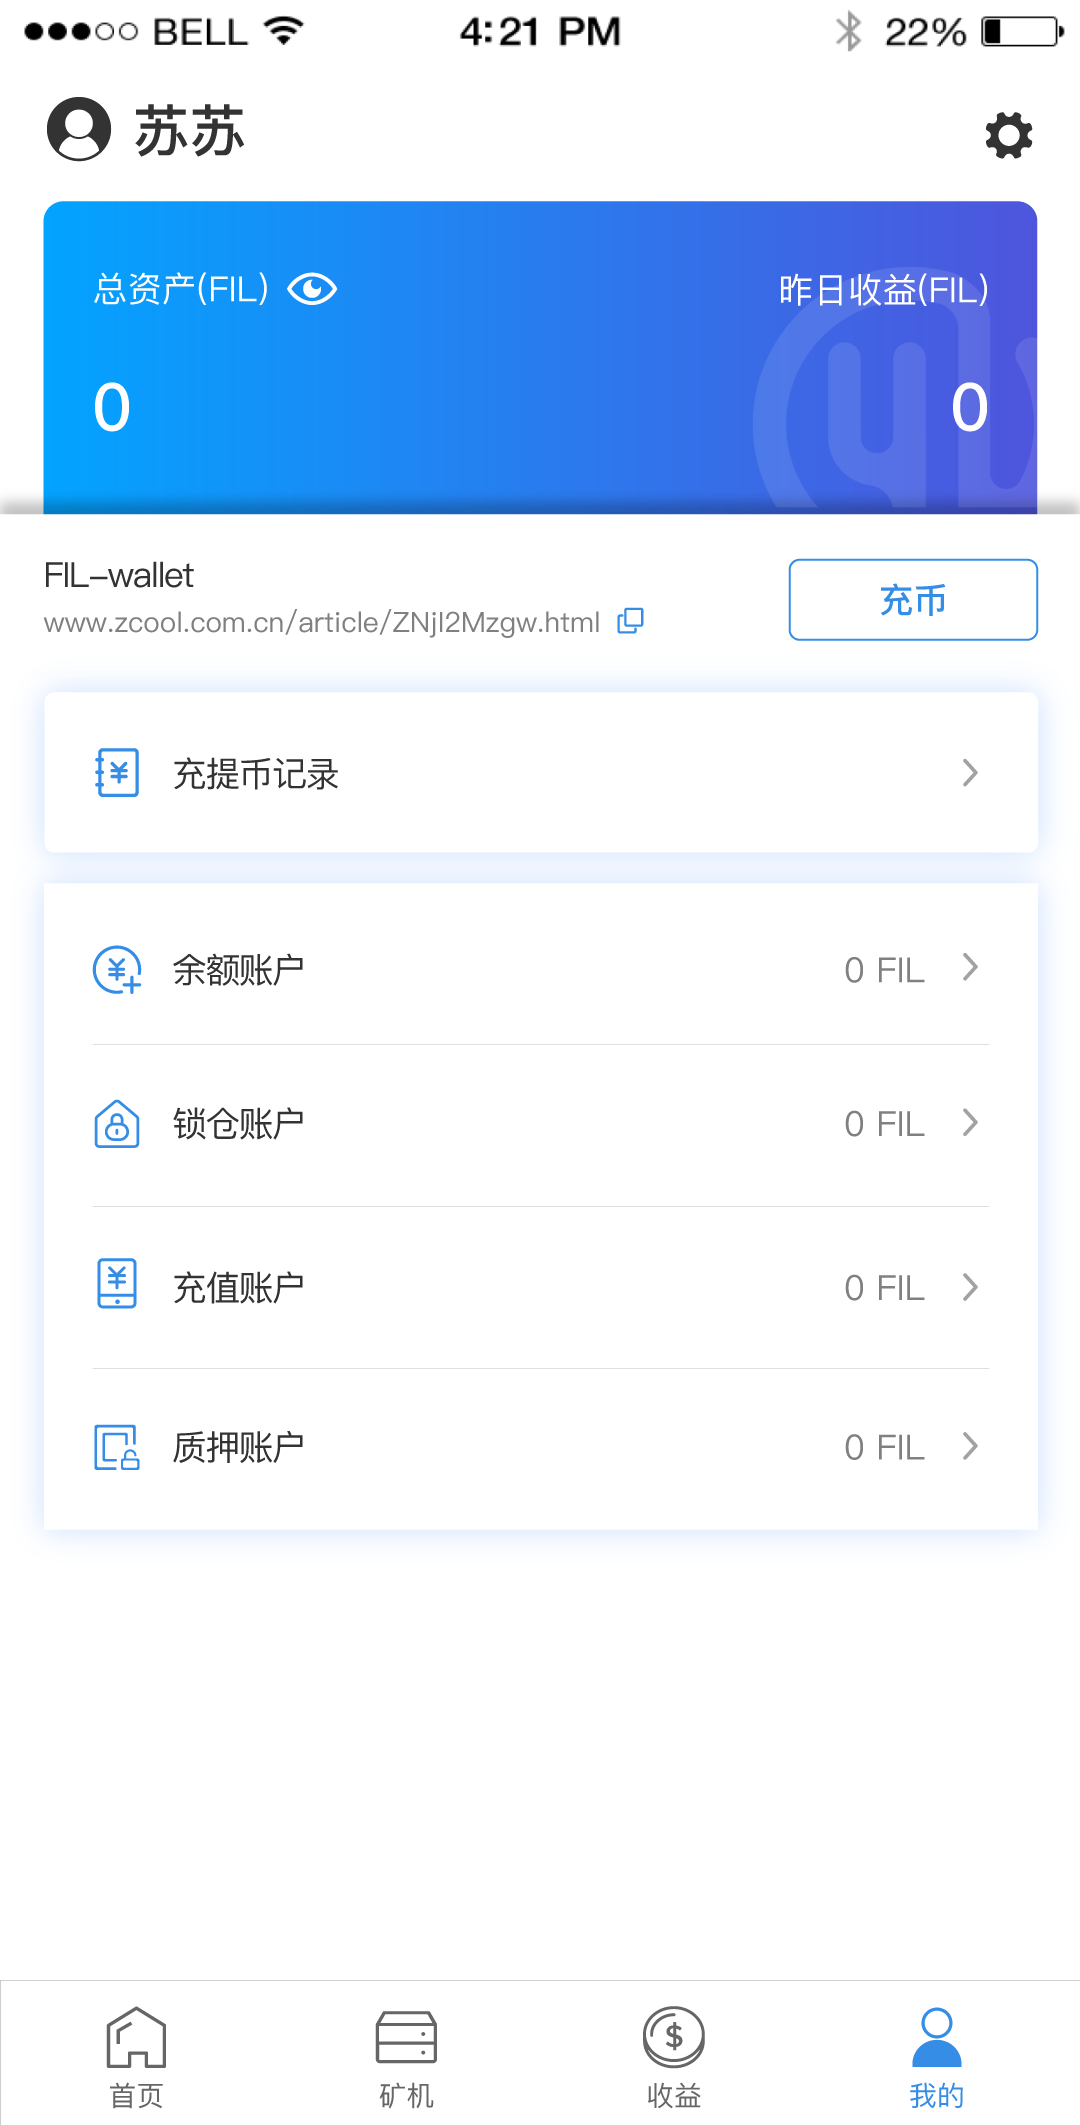 BELL 4:21 PM 22%
苏苏
总资产(FIL) 昨日收益(FIL)
0 0
FIL-wallet
www.zcool.com.cn/article/ZNjI2Mzgw.html
充币
充提币记录
余额账户 0 FIL
锁仓账户 0 FIL
充值账户 0 FIL
质押账户 0 FIL
首页 矿机 收益 我的